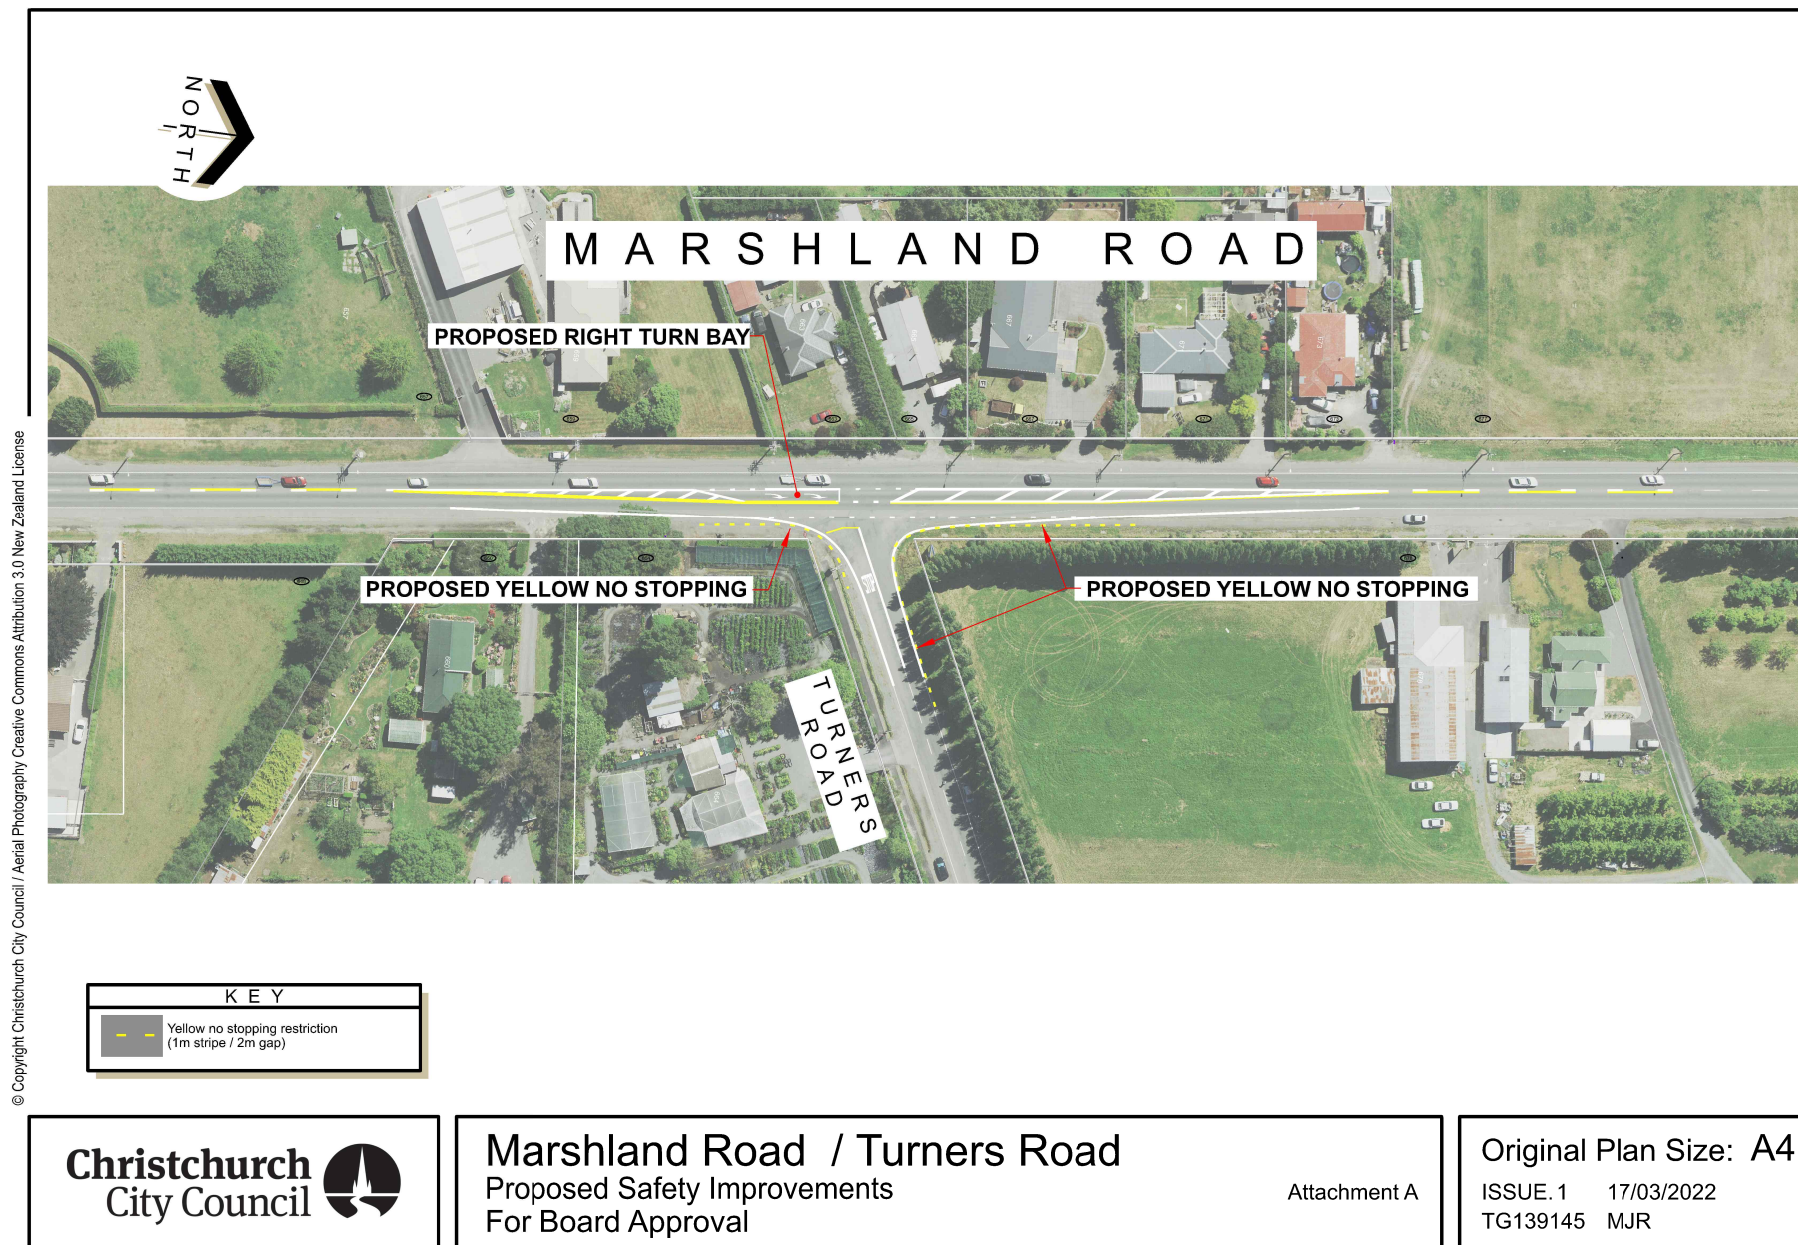 NORTH
MARSHLAND ROAD
PROPOSED RIGHT TURN BAY
PROPOSED YELLOW NO STOPPING
PROPOSED YELLOW NO STOPPING
TURNERS
ROAD
© Copyright Christchurch City Council / Aerial Photography Creative Commons Attribution 3.0 New Zealand License
KEY
Yellow no stopping restriction
(1m stripe / 2m gap)
Christchurch
City Council
Marshland Road / Turners Road
Proposed Safety Improvements
For Board Approval
Attachment A
Original Plan Size: A4
ISSUE.1 17/03/2022
TG139145 MJR